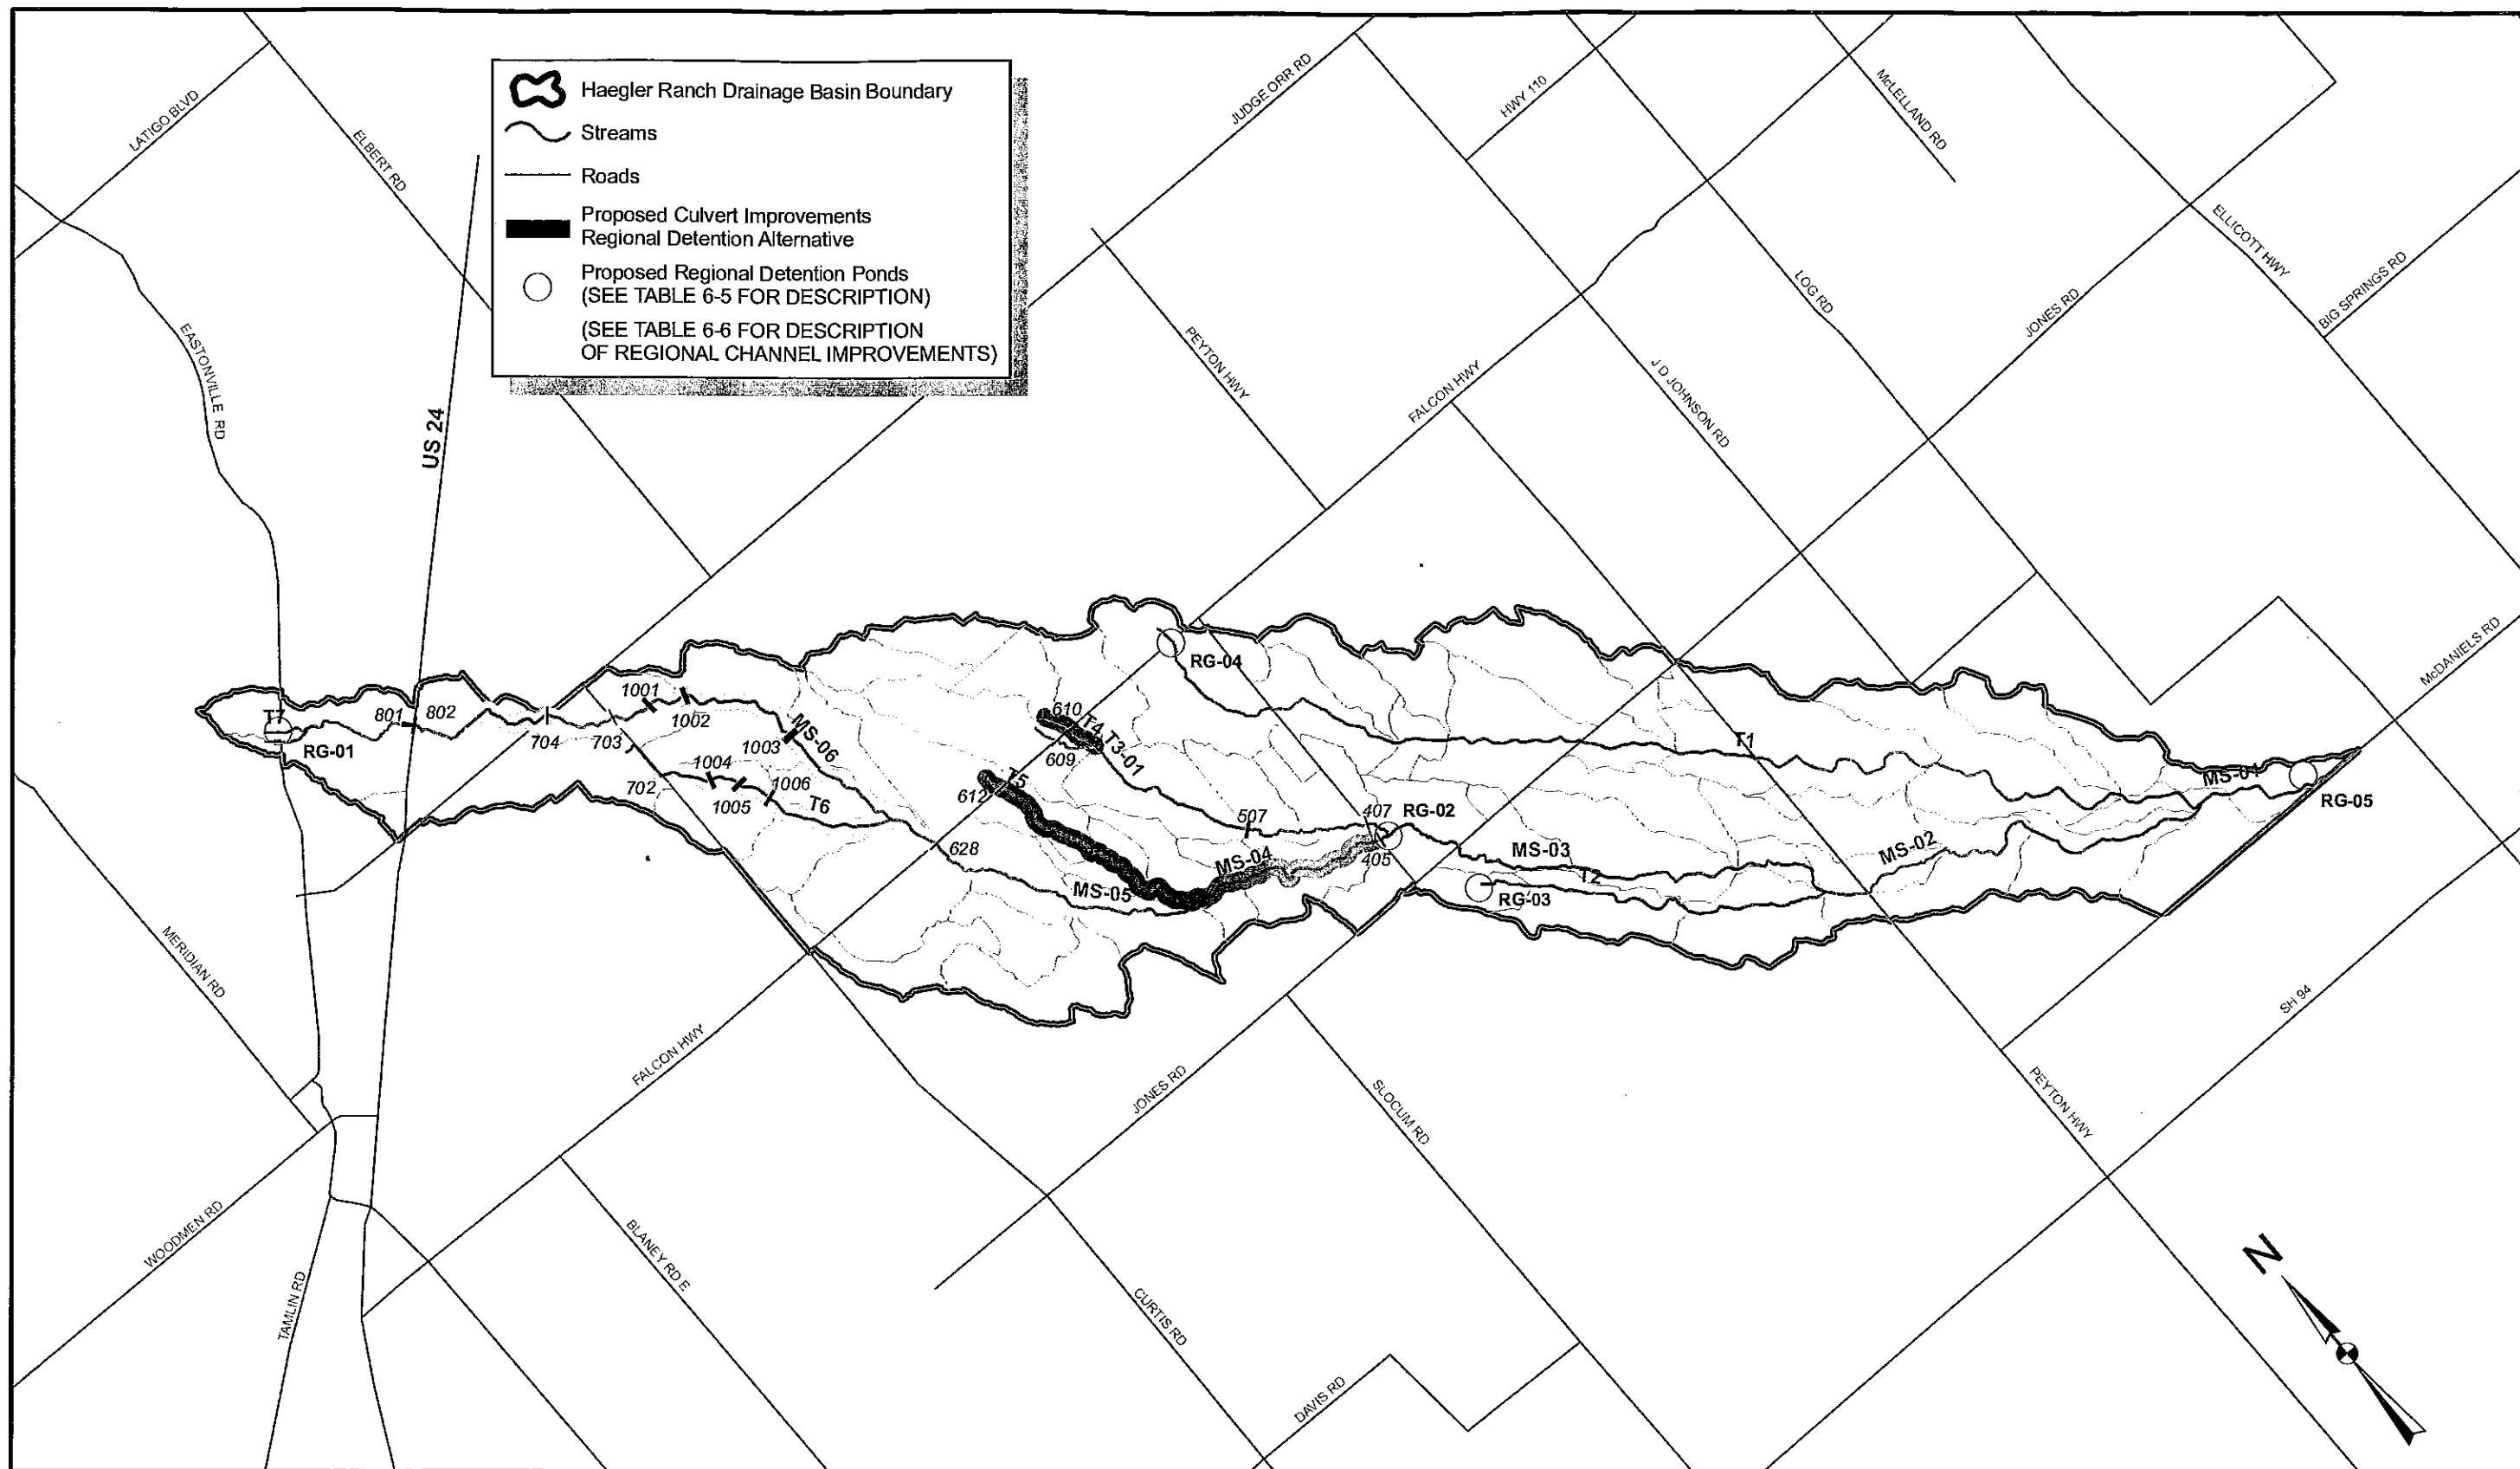 Haegler Ranch Drainage Basin Boundary
Streams
Roads
Proposed Culvert Improvements
Regional Detention Alternative
Proposed Regional Detention Ponds
(SEE TABLE 6-5 FOR DESCRIPTION)
(SEE TABLE 6-6 FOR DESCRIPTION
OF REGIONAL CHANNEL IMPROVEMENTS)
LATIGO BLVD
ELBERT RD
EASTONVILLE RD
US 24
JUDGE ORR RD
HWY 110
McLELLAND RD
PEYTON HWY
FALCON HWY
J D JOHNSON RD
LOG RD
JONES RD
ELLICOTT HWY
BIG SPRINGS RD
McDANIELS RD
T7
RG-01
801
802
704
703
1001
1002
1003
MS-06
702
1004
1005
1006
T6
628
610
T4
609
T3-01
612
T5
MS-05
MS-04
507
407
405
RG-02
RG-04
MS-03
RG-03
T2
T1
MS-02
MS-01
RG-05
MERIDIAN RD
WOODMEN RD
TAMLIN RD
FALCON HWY
BLANEY RD E
JONES RD
SLOCUM RD
CURTIS RD
DAVIS RD
PEYTON HWY
SH 94
N